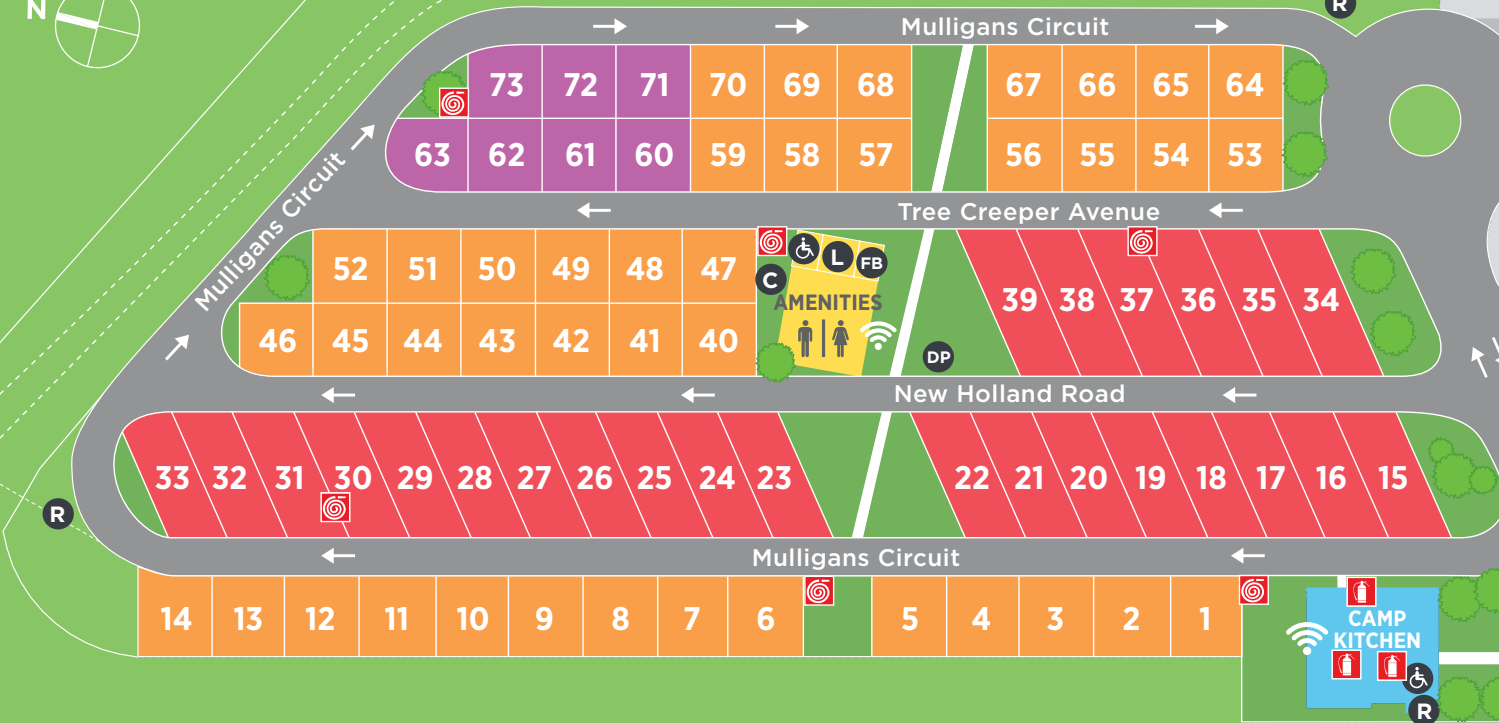 N
R
Mulligans Circuit
73 72 71 70 69 68 67 66 65 64
63 62 61 60 59 58 57 56 55 54 53
Mulligans Circuit
Tree Creeper Avenue
52 51 50 49 48 47
C
L
FB
AMENITIES
39 38 37 36 35 34
46 45 44 43 42 41 40
DP
New Holland Road
33 32 31 30 29 28 27 26 25 24 23 22 21 20 19 18 17 16 15
R
Mulligans Circuit
14 13 12 11 10 9 8 7 6 5 4 3 2 1
CAMP
KITCHEN
R